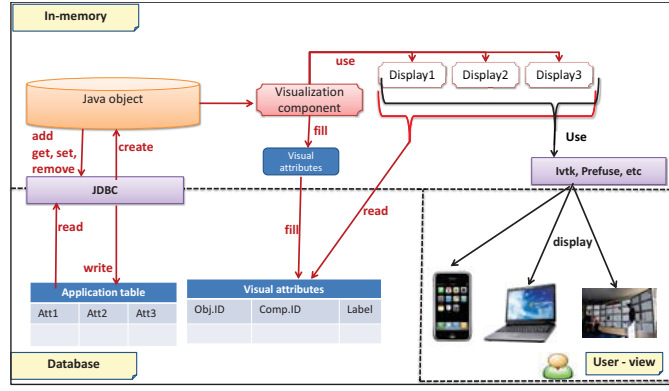 In-memory
use
Display1
Display2
Display3
Java object
Visualization
component
add
get, set,
remove
create
fill
Use
Visual
attributes
JDBC
Ivtk, Prefuse, etc
read
fill
read
display
write
Application table
Visual attributes
Att1
Att2
Att3
Obj.ID
Comp.ID
Label
Database
User - view